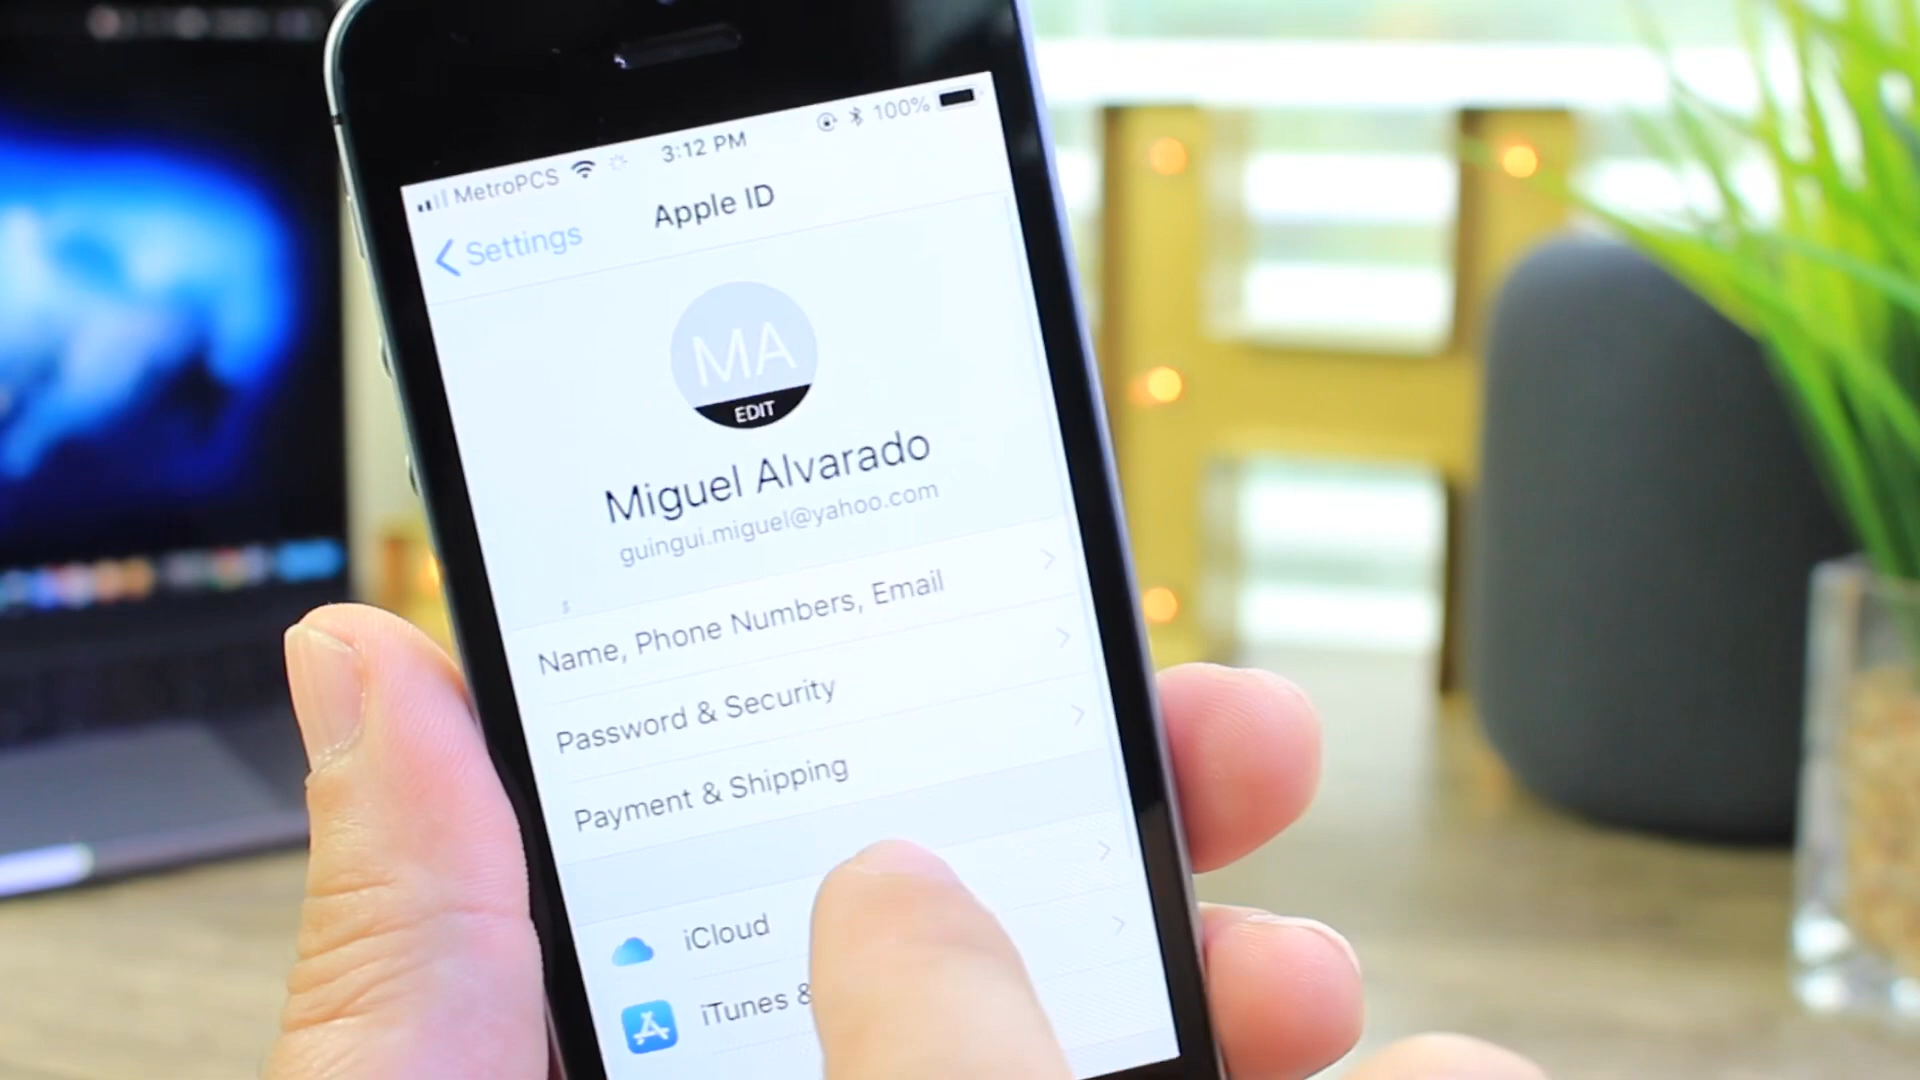 MetroPCS 3:12 PM 100%
Settings Apple ID
MA
EDIT
Miguel Alvarado
guingui.miguel@yahoo.com
Name, Phone Numbers, Email
Password & Security
Payment & Shipping
iCloud
iTunes &